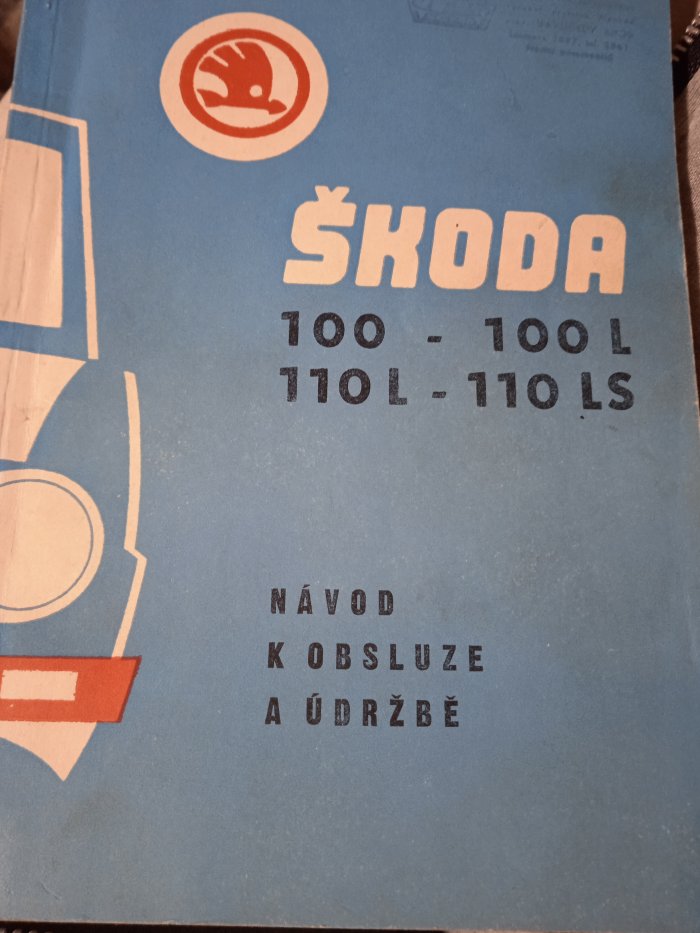 ŠKODA
100 - 100 L
110 L - 110 LS
NÁVOD
K OBSLUZE
A ÚDRŽBĚ